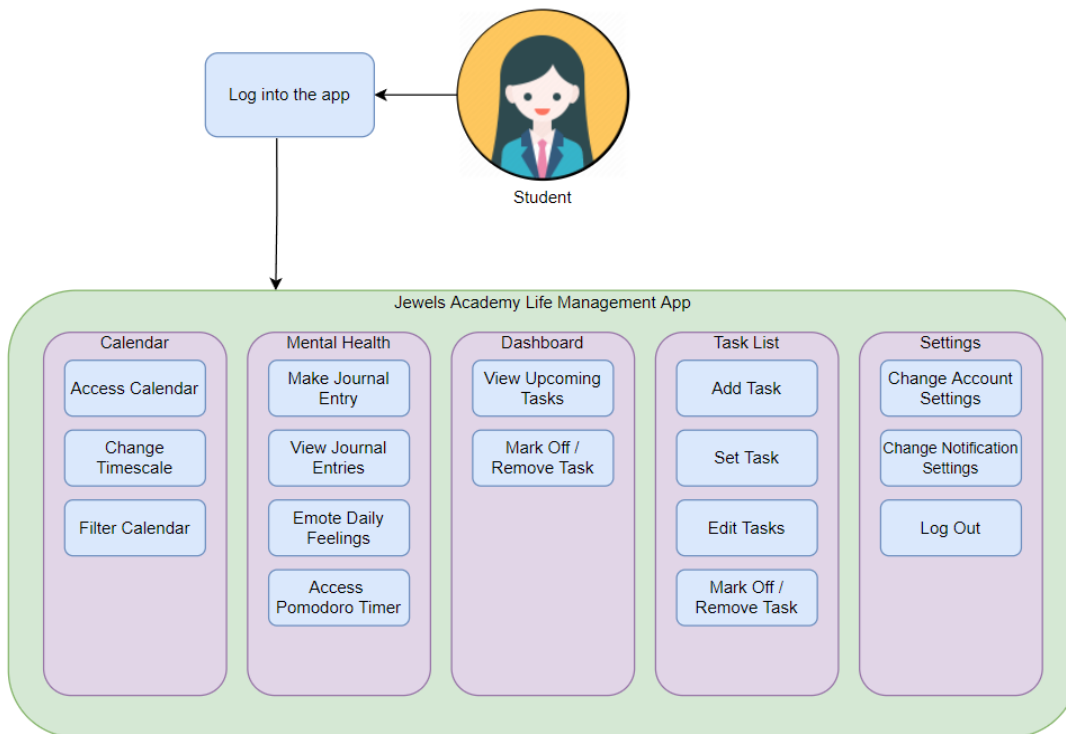 Log into the app
Student
Jewels Academy Life Management App
Calendar
Access Calendar
Change
Timescale
Filter Calendar
Mental Health
Make Journal
Entry
View Journal
Entries
Emote Daily
Feelings
Access
Pomodoro Timer
Dashboard
View Upcoming
Tasks
Mark Off /
Remove Task
Task List
Add Task
Set Task
Edit Tasks
Mark Off /
Remove Task
Settings
Change Account
Settings
Change Notification
Settings
Log Out